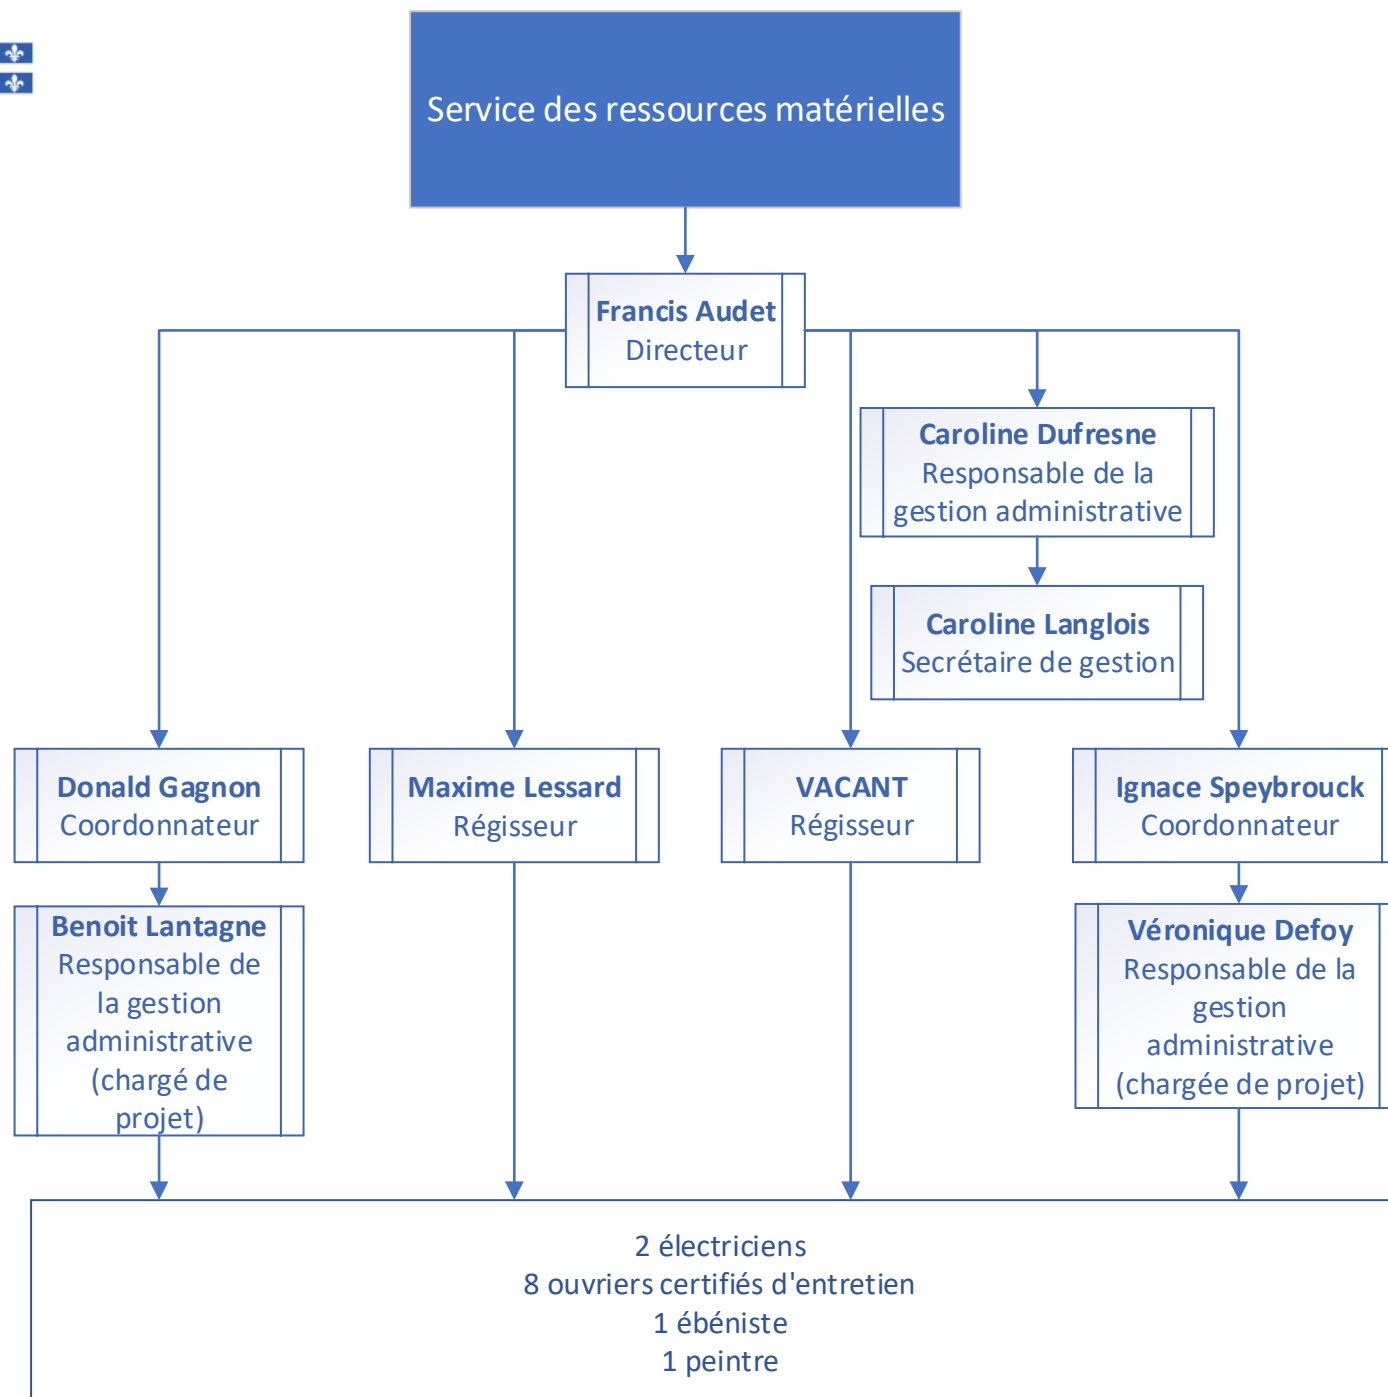 Service des ressources matérielles
Francis Audet
Directeur
Caroline Dufresne
Responsable de la
gestion administrative
Caroline Langlois
Secrétaire de gestion
Donald Gagnon
Coordonnateur
Maxime Lessard
Régisseur
VACANT
Régisseur
Ignace Speybrouck
Coordonnateur
Benoit Lantagne
Responsable de
la gestion
administrative
(chargé de
projet)
Véronique Defoy
Responsable de la
gestion
administrative
(chargée de projet)
2 électriciens
8 ouvriers certifiés d'entretien
1 ébéniste
1 peintre